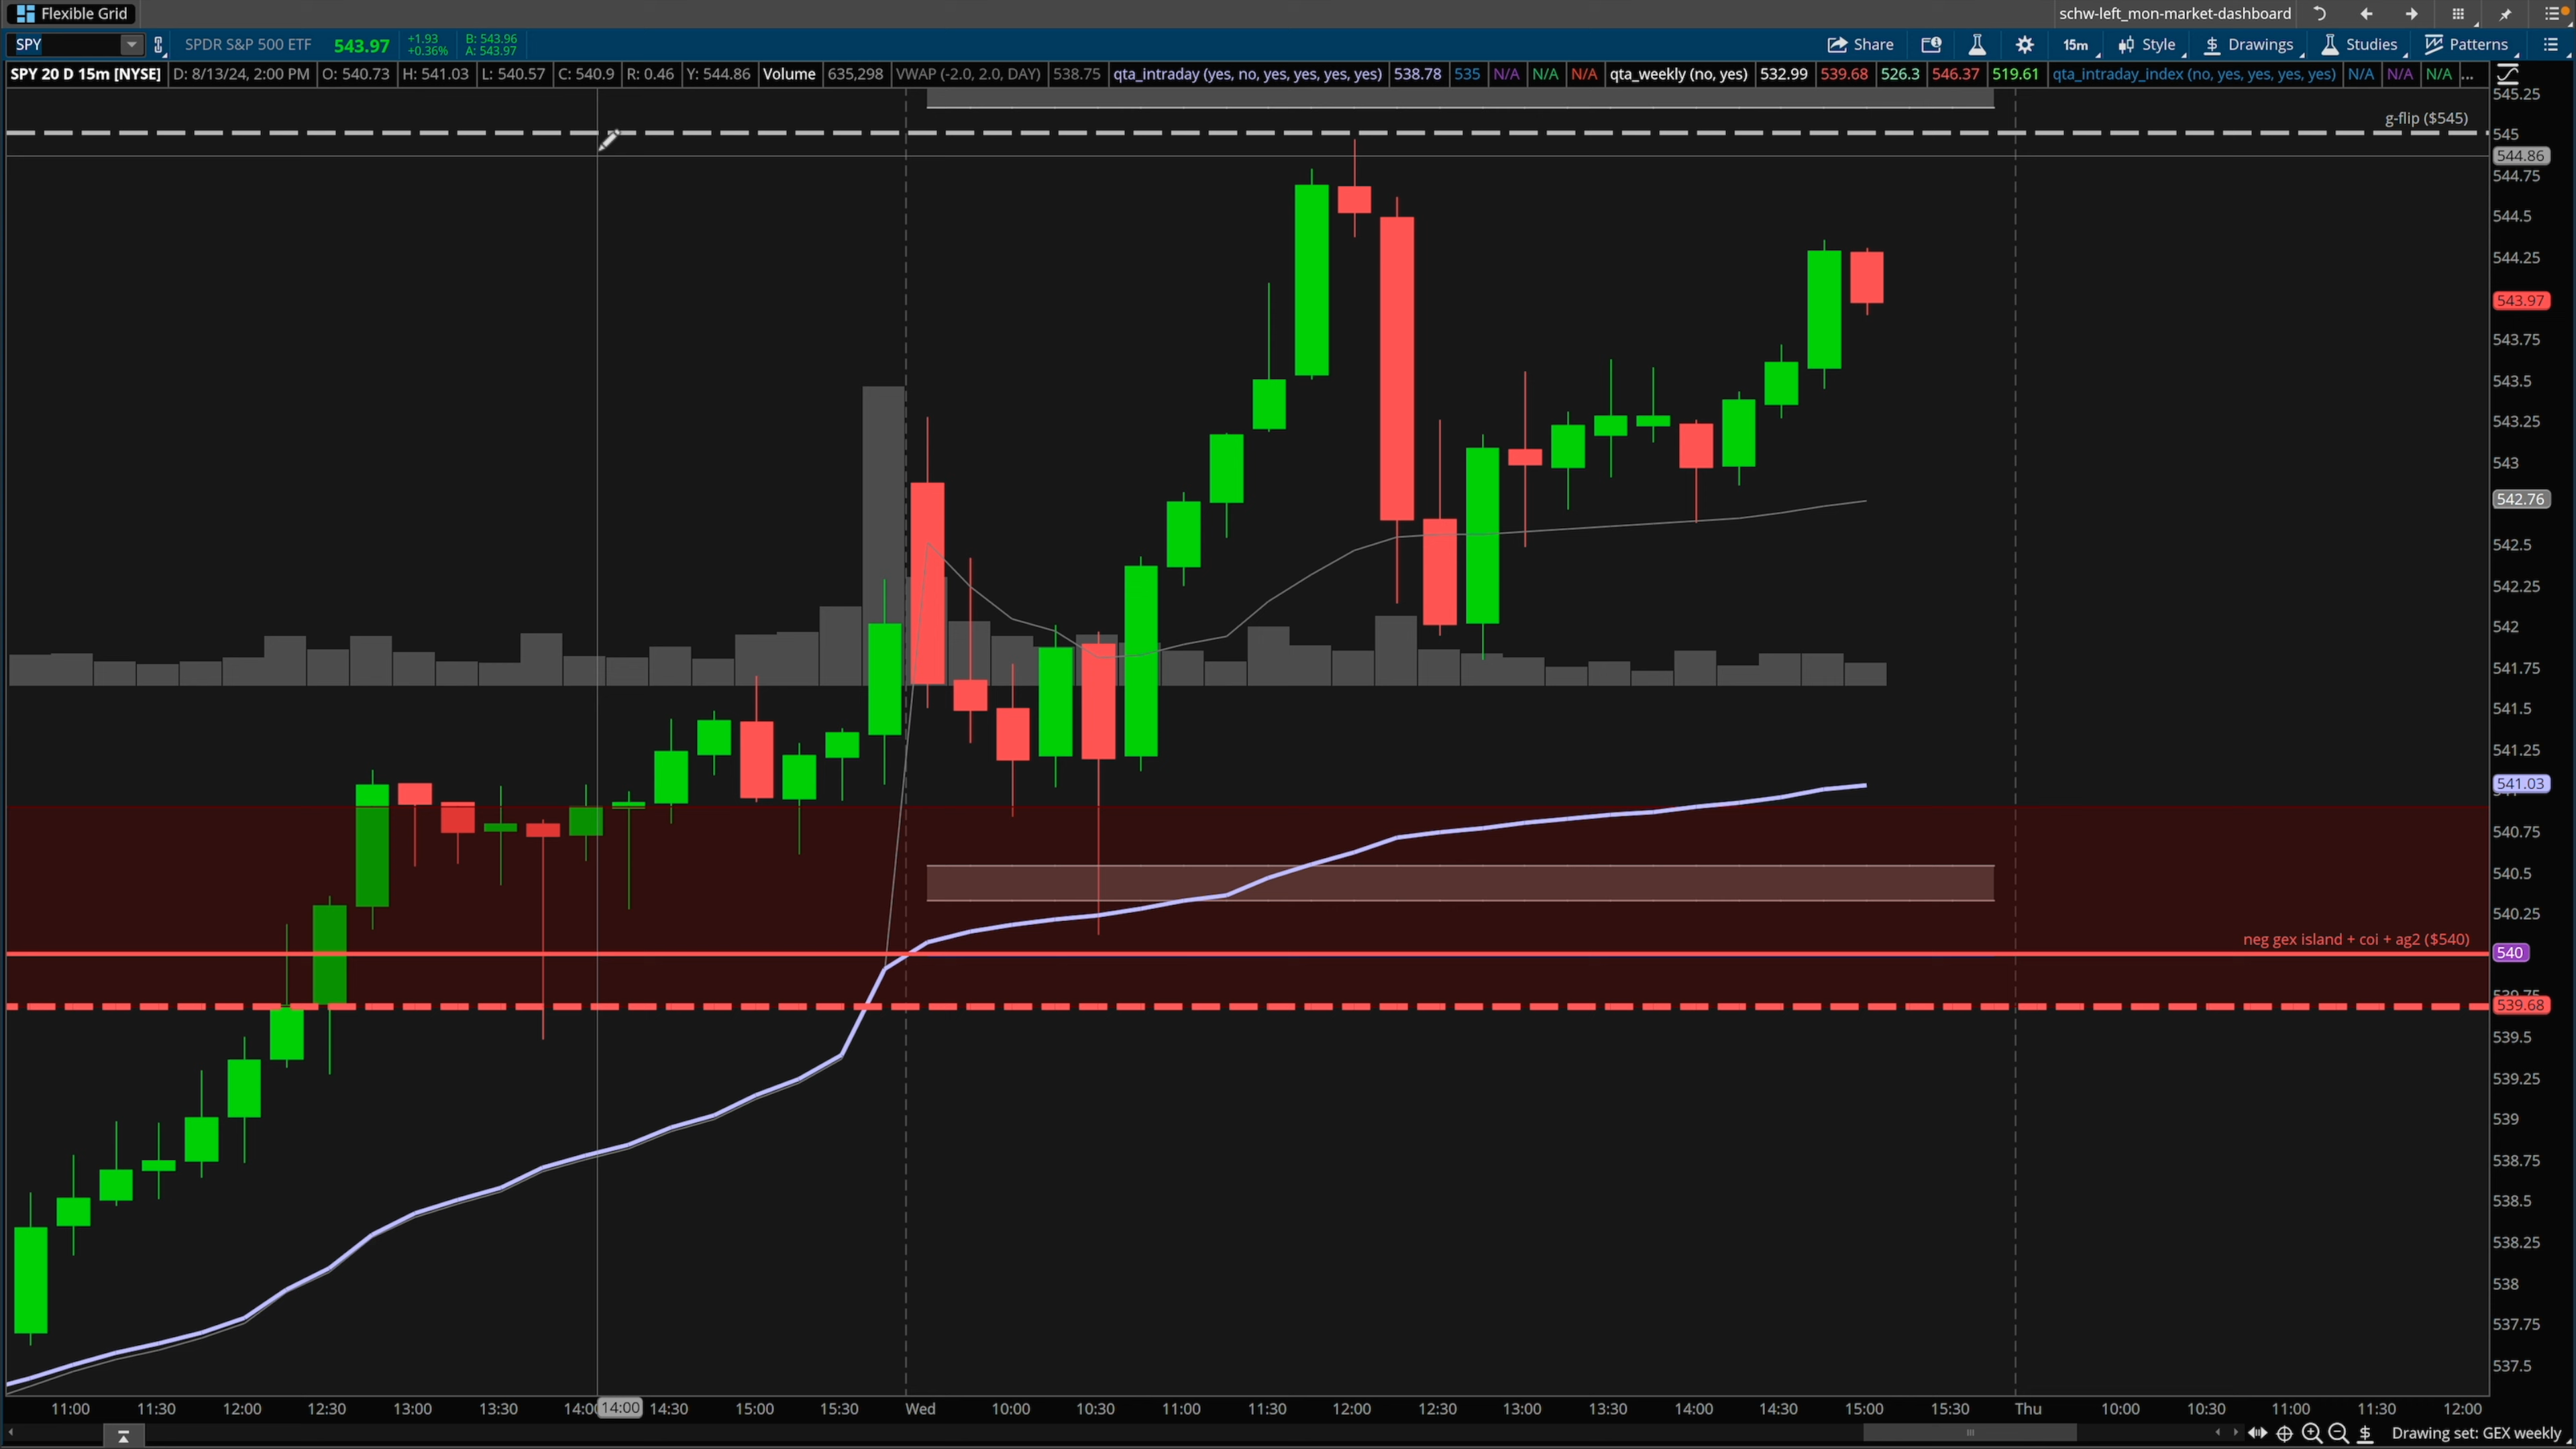 Flexible Grid
schw-left_mon-market-dashboard
SPY
SPDR S&P 500 ETF
543.97
+1.93
+0.36%
B: 543.96
A: 543.97
Share
15m
Style
Drawings
Studies
Patterns
SPY 20 D 15m [NYSE] D: 8/13/24, 2:00 PM O: 540.73 H: 541.03 L: 540.57 C: 540.9 R: 0.46 Y: 544.86 Volume 635,298 VWAP (-2.0, 2.0, DAY) 538.75 qta_intraday (yes, no, yes, yes, yes, yes) 538.78 535 N/A N/A N/A qta_weekly (no, yes) 532.99 539.68 526.3 546.37 519.61 qta_intraday_index (no, yes, yes, yes, yes) N/A N/A N/A ...
545.25
g-flip ($545)
545
544.86
544.75
544.5
544.25
543.97
543.75
543.5
543.25
543
542.76
542.5
542.25
542
541.75
541.5
541.25
541.03
540.75
540.5
540.25
neg gex island + coi + ag2 ($540)
540
539.68
539.5
539.25
539
538.75
538.5
538.25
538
537.75
537.5
11:00 11:30 12:00 12:30 13:00 13:30 14:00 14:00 14:30 15:00 15:30 Wed 10:00 10:30 11:00 11:30 12:00 12:30 13:00 13:30 14:00 14:30 15:00 15:30 Thu 10:00 10:30 11:00 11:30 12:00
Drawing set: GEX weekly